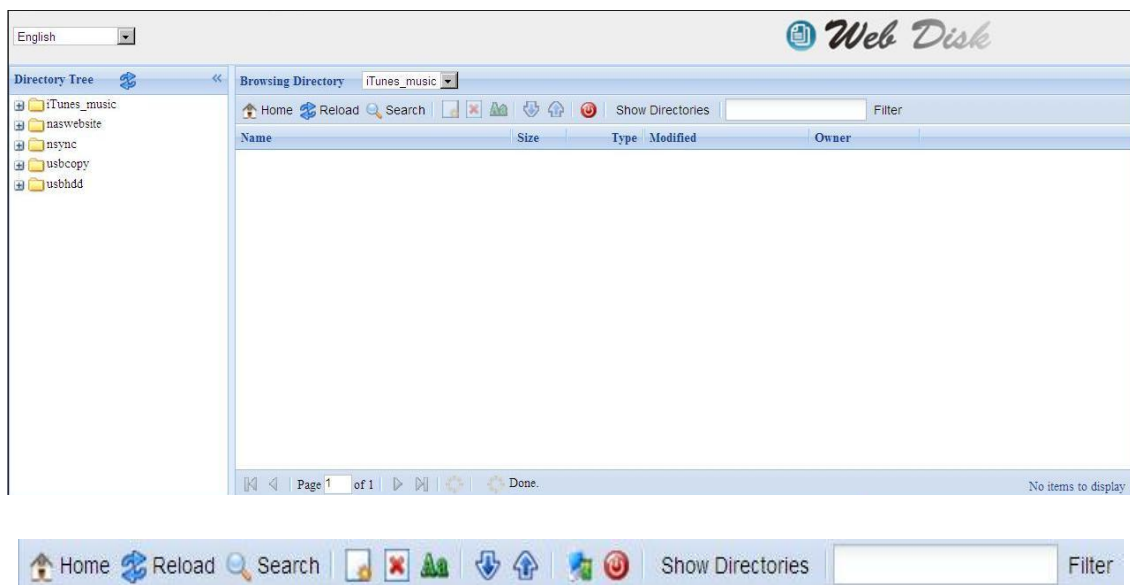 English
Web Disk
Directory Tree
Browsing Directory iTunes_music
iTunes_music
naswebsite
nsync
usbcopy
usbhdd
Home Reload Search Aa Show Directories Filter
Name Size Type Modified Owner
Page 1 of 1 Done.
No items to display
Home Reload Search Aa Show Directories Filter